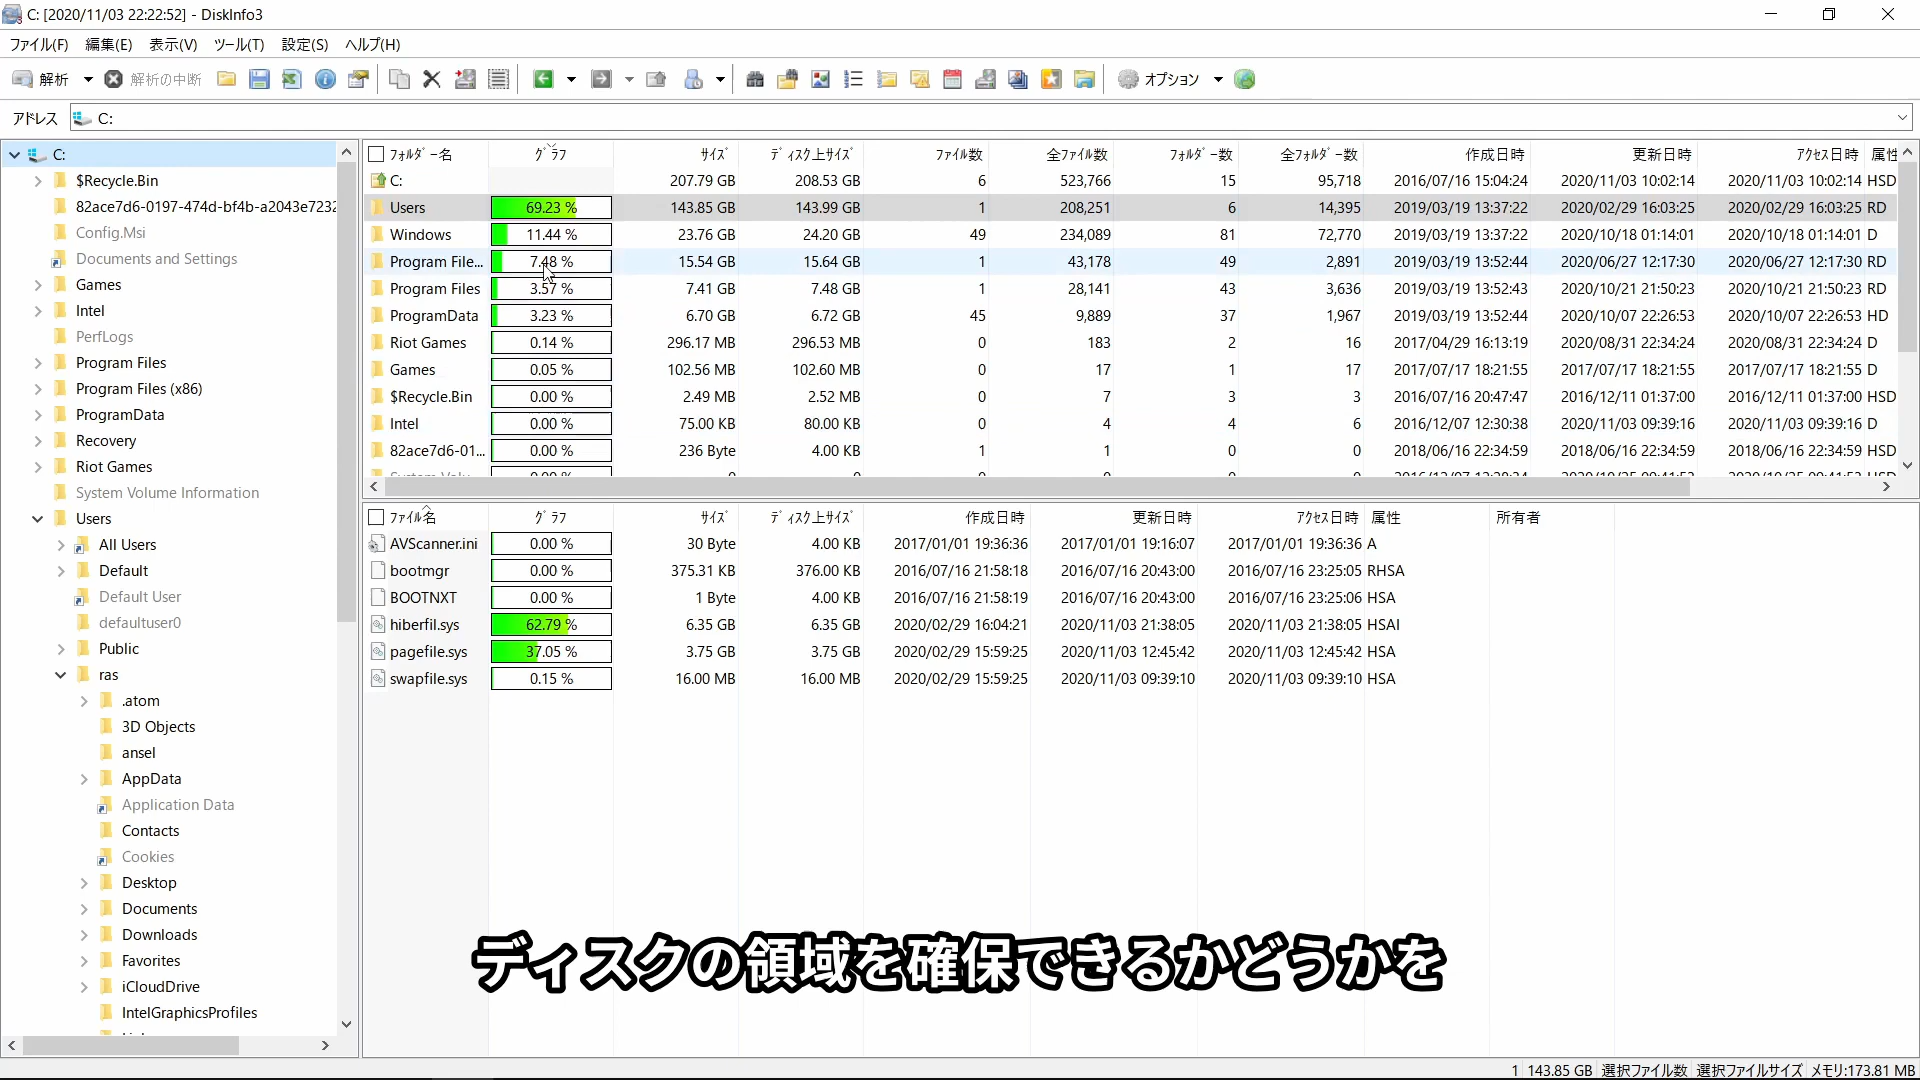 C: [2020/11/03 22:22:52] - DiskInfo3
ファイル(F) 編集(E) 表示(V) ツール(T) 設定(S) ヘルプ(H)
解析 解析の中断 オプション
アドレス C:
C:
$Recycle.Bin
82ace7d6-0197-474d-bf4b-a2043e7232
Config.Msi
Documents and Settings
Games
Intel
PerfLogs
Program Files
Program Files (x86)
ProgramData
Recovery
Riot Games
System Volume Information
Users
All Users
Default
Default User
defaultuser0
Public
ras
.atom
3D Objects
ansel
AppData
Application Data
Contacts
Cookies
Desktop
Documents
Downloads
Favorites
iCloudDrive
IntelGraphicsProfiles
ﾌｫﾙﾀﾞｰ名 ｸﾞﾗﾌ ｻｲｽﾞ ﾃﾞｨｽｸ上ｻｲｽﾞ ﾌｧｲﾙ数 全ﾌｧｲﾙ数 ﾌｫﾙﾀﾞｰ数 全ﾌｫﾙﾀﾞｰ数 作成日時 更新日時 ｱｸｾｽ日時 属性
C: 207.79 GB 208.53 GB 6 523,766 15 95,718 2016/07/16 15:04:24 2020/11/03 10:02:14 2020/11/03 10:02:14 HSD
Users 69.23 % 143.85 GB 143.99 GB 1 208,251 6 14,395 2019/03/19 13:37:22 2020/02/29 16:03:25 2020/02/29 16:03:25 RD
Windows 11.44 % 23.76 GB 24.20 GB 49 234,089 81 72,770 2019/03/19 13:37:22 2020/10/18 01:14:01 2020/10/18 01:14:01 D
Program File... 7.48 % 15.54 GB 15.64 GB 1 43,178 49 2,891 2019/03/19 13:52:44 2020/06/27 12:17:30 2020/06/27 12:17:30 RD
Program Files 3.57 % 7.41 GB 7.48 GB 1 28,141 43 3,636 2019/03/19 13:52:43 2020/10/21 21:50:23 2020/10/21 21:50:23 RD
ProgramData 3.23 % 6.70 GB 6.72 GB 45 9,889 37 1,967 2019/03/19 13:52:44 2020/10/07 22:26:53 2020/10/07 22:26:53 HD
Riot Games 0.14 % 296.17 MB 296.53 MB 0 183 2 16 2017/04/29 16:13:19 2020/08/31 22:34:24 2020/08/31 22:34:24 D
Games 0.05 % 102.56 MB 102.60 MB 0 17 1 17 2017/07/17 18:21:55 2017/07/17 18:21:55 2017/07/17 18:21:55 D
$Recycle.Bin 0.00 % 2.49 MB 2.52 MB 0 7 3 3 2016/07/16 20:47:47 2016/12/11 01:37:00 2016/12/11 01:37:00 HSD
Intel 0.00 % 75.00 KB 80.00 KB 0 4 4 6 2016/12/07 12:30:38 2020/11/03 09:39:16 2020/11/03 09:39:16 D
82ace7d6-01... 0.00 % 236 Byte 4.00 KB 1 1 0 0 2018/06/16 22:34:59 2018/06/16 22:34:59 2018/06/16 22:34:59 HSD
ﾌｧｲﾙ名 ｸﾞﾗﾌ ｻｲｽﾞ ﾃﾞｨｽｸ上ｻｲｽﾞ 作成日時 更新日時 ｱｸｾｽ日時 属性 所有者
AVScanner.ini 0.00 % 30 Byte 4.00 KB 2017/01/01 19:36:36 2017/01/01 19:16:07 2017/01/01 19:36:36 A
bootmgr 0.00 % 375.31 KB 376.00 KB 2016/07/16 21:58:18 2016/07/16 20:43:00 2016/07/16 23:25:05 RHSA
BOOTNXT 0.00 % 1 Byte 4.00 KB 2016/07/16 21:58:19 2016/07/16 20:43:00 2016/07/16 23:25:06 HSA
hiberfil.sys 62.79 % 6.35 GB 6.35 GB 2020/02/29 16:04:21 2020/11/03 21:38:05 2020/11/03 21:38:05 HSAI
pagefile.sys 37.05 % 3.75 GB 3.75 GB 2020/02/29 15:59:25 2020/11/03 12:45:42 2020/11/03 12:45:42 HSA
swapfile.sys 0.15 % 16.00 MB 16.00 MB 2020/02/29 15:59:25 2020/11/03 09:39:10 2020/11/03 09:39:10 HSA
ディスクの領域を確保できるかどうかを
1 143.85 GB 選択ファイル数 選択ファイルサイズ メモリ:173.81 MB